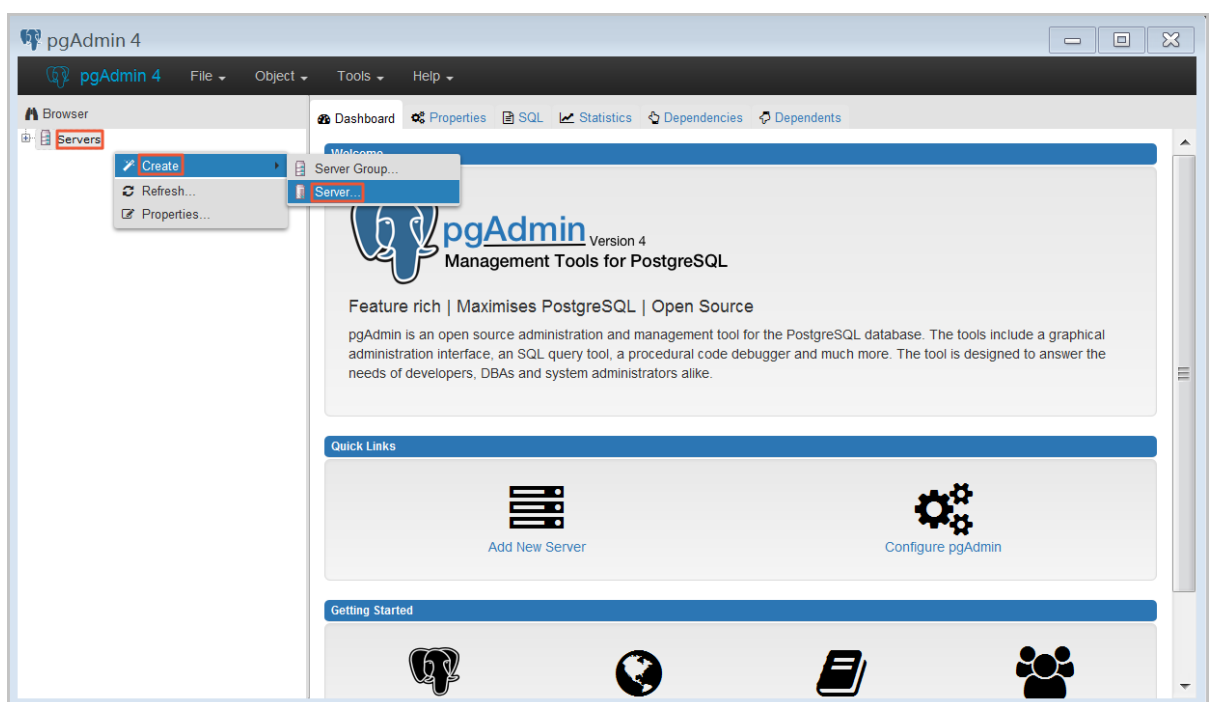 pgAdmin 4
pgAdmin 4 File Object Tools Help
Browser
Dashboard Properties SQL Statistics Dependencies Dependents
Servers
Welcome
Create
Server Group...
Refresh...
Server...
Properties...
pgAdmin Version 4
Management Tools for PostgreSQL
Feature rich | Maximises PostgreSQL | Open Source
pgAdmin is an open source administration and management tool for the PostgreSQL database. The tools include a graphical
administration interface, an SQL query tool, a procedural code debugger and much more. The tool is designed to answer the
needs of developers, DBAs and system administrators alike.
Quick Links
Add New Server Configure pgAdmin
Getting Started